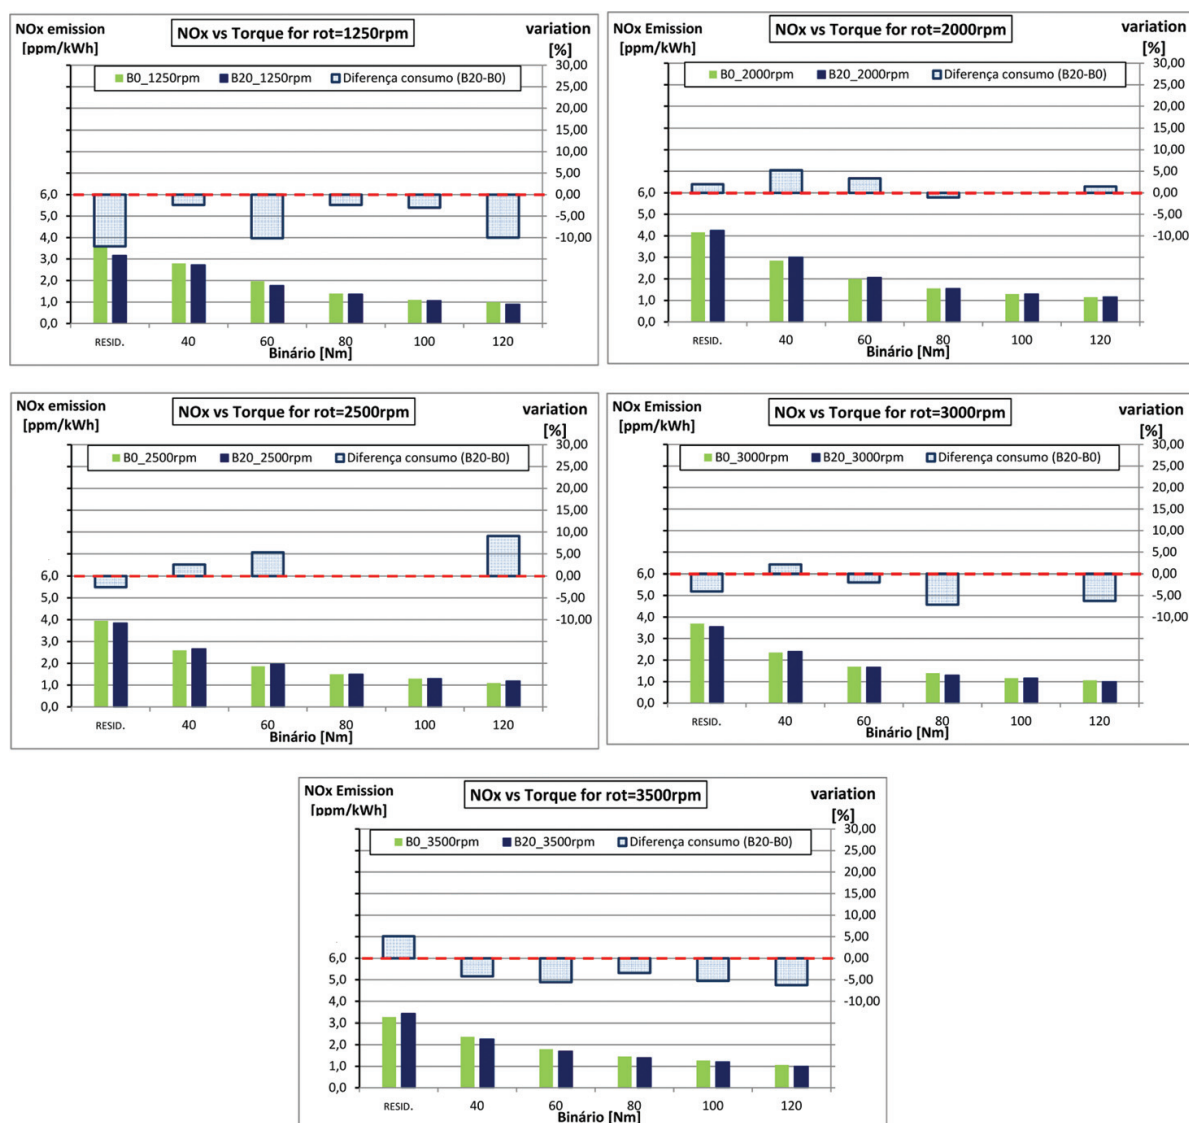 NOx emission
[ppm/kWh]
NOx vs Torque for rot=1250rpm
variation
[%]
B0_1250rpm B20_1250rpm Diferença consumo (B20-B0)
30,00
25,00
20,00
15,00
10,00
5,00
6,0 0,00
5,0 -5,00
4,0 -10,00
3,0
2,0
1,0
0,0
RESID. 40 60 80 100 120
Binário [Nm]
NOx Emission
[ppm/kWh]
NOx vs Torque for rot=2000rpm
variation
[%]
B0_2000rpm B20_2000rpm Diferença consumo (B20-B0)
30,00
25,00
20,00
15,00
10,00
5,00
6,0 0,00
5,0 -5,00
4,0 -10,00
3,0
2,0
1,0
0,0
RESID. 40 60 80 100 120
Binário [Nm]
NOx emission
[ppm/kWh]
NOx vs Torque for rot=2500rpm
variation
[%]
B0_2500rpm B20_2500rpm Diferença consumo (B20-B0)
30,00
25,00
20,00
15,00
10,00
5,00
6,0 0,00
5,0 -5,00
4,0 -10,00
3,0
2,0
1,0
0,0
RESID. 40 60 80 100 120
Binário [Nm]
NOx Emission
[ppm/kWh]
NOx vs Torque for rot=3000rpm
variation
[%]
B0_3000rpm B20_3000rpm Diferença consumo (B20-B0)
30,00
25,00
20,00
15,00
10,00
5,00
6,0 0,00
5,0 -5,00
4,0 -10,00
3,0
2,0
1,0
0,0
RESID. 40 60 80 100 120
Binário [Nm]
NOx Emission
[ppm/kWh]
NOx vs Torque for rot=3500rpm
variation
[%]
B0_3500rpm B20_3500rpm Diferença consumo (B20-B0)
30,00
25,00
20,00
15,00
10,00
5,00
6,0 0,00
5,0 -5,00
4,0 -10,00
3,0
2,0
1,0
0,0
RESID. 40 60 80 100 120
Binário [Nm]